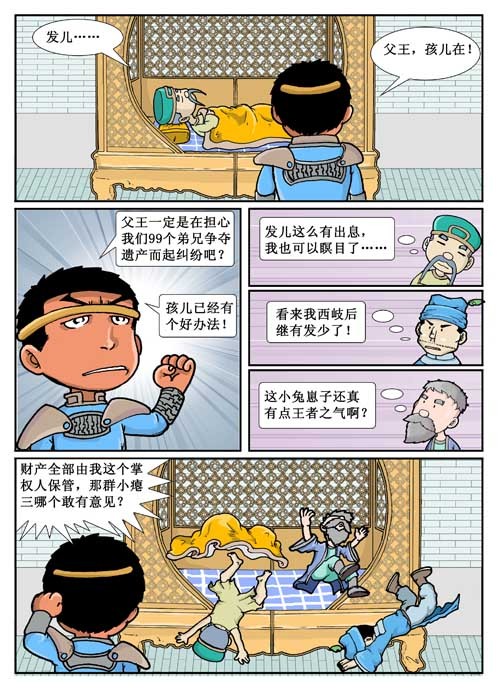 发儿……
父王，孩儿在！
父王一定是在担心
我们99个弟兄争夺
遗产而起纠纷吧？
孩儿已经有
个好办法！
发儿这么有出息，
我也可以瞑目了……
看来我西岐后
继有发少了！
这小兔崽子还真
有点王者之气啊？
财产全部由我这个掌
权人保管，那群小瘪
三哪个敢有意见？